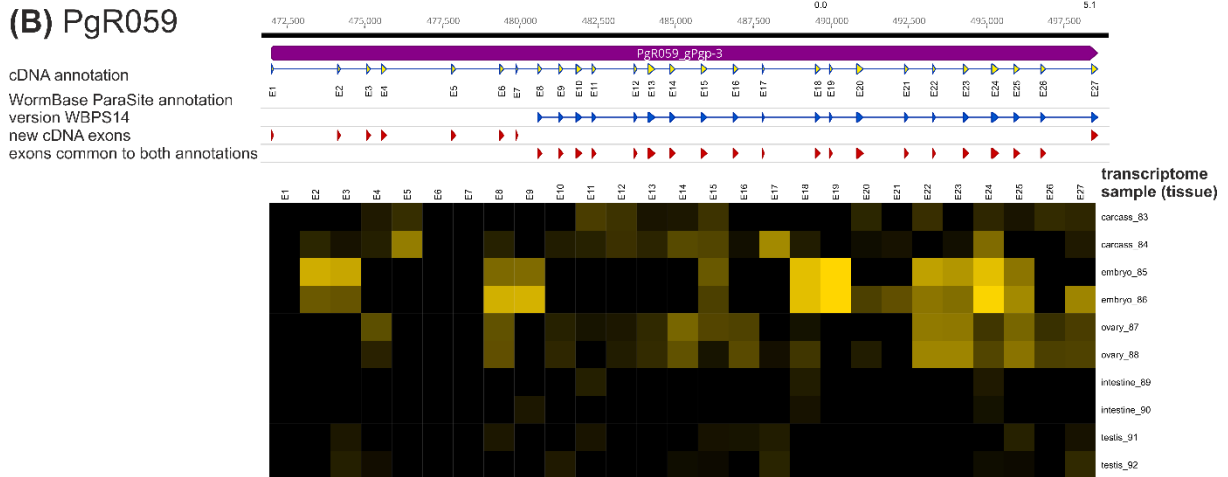 (B) PgR059
0.0 5.1
472,500 475,000 477,500 480,000 482,500 485,000 487,500 490,000 492,500 495,000 497,500
PgR059_gPgp-3
cDNA annotation
E1 E2 E3 E4 E5 E6 E7 E8 E9 E10 E11 E12 E13 E14 E15 E16 E17 E18 E19 E20 E21 E22 E23 E24 E25 E26 E27
WormBase ParaSite annotation
version WBPS14
new cDNA exons
exons common to both annotations
transcriptome
sample (tissue)
E1 E2 E3 E4 E5 E6 E7 E8 E9 E10 E11 E12 E13 E14 E15 E16 E17 E18 E19 E20 E21 E22 E23 E24 E25 E26 E27
carcass_83
carcass_84
embryo_85
embryo_86
ovary_87
ovary_88
intestine_89
intestine_90
testis_91
testis_92